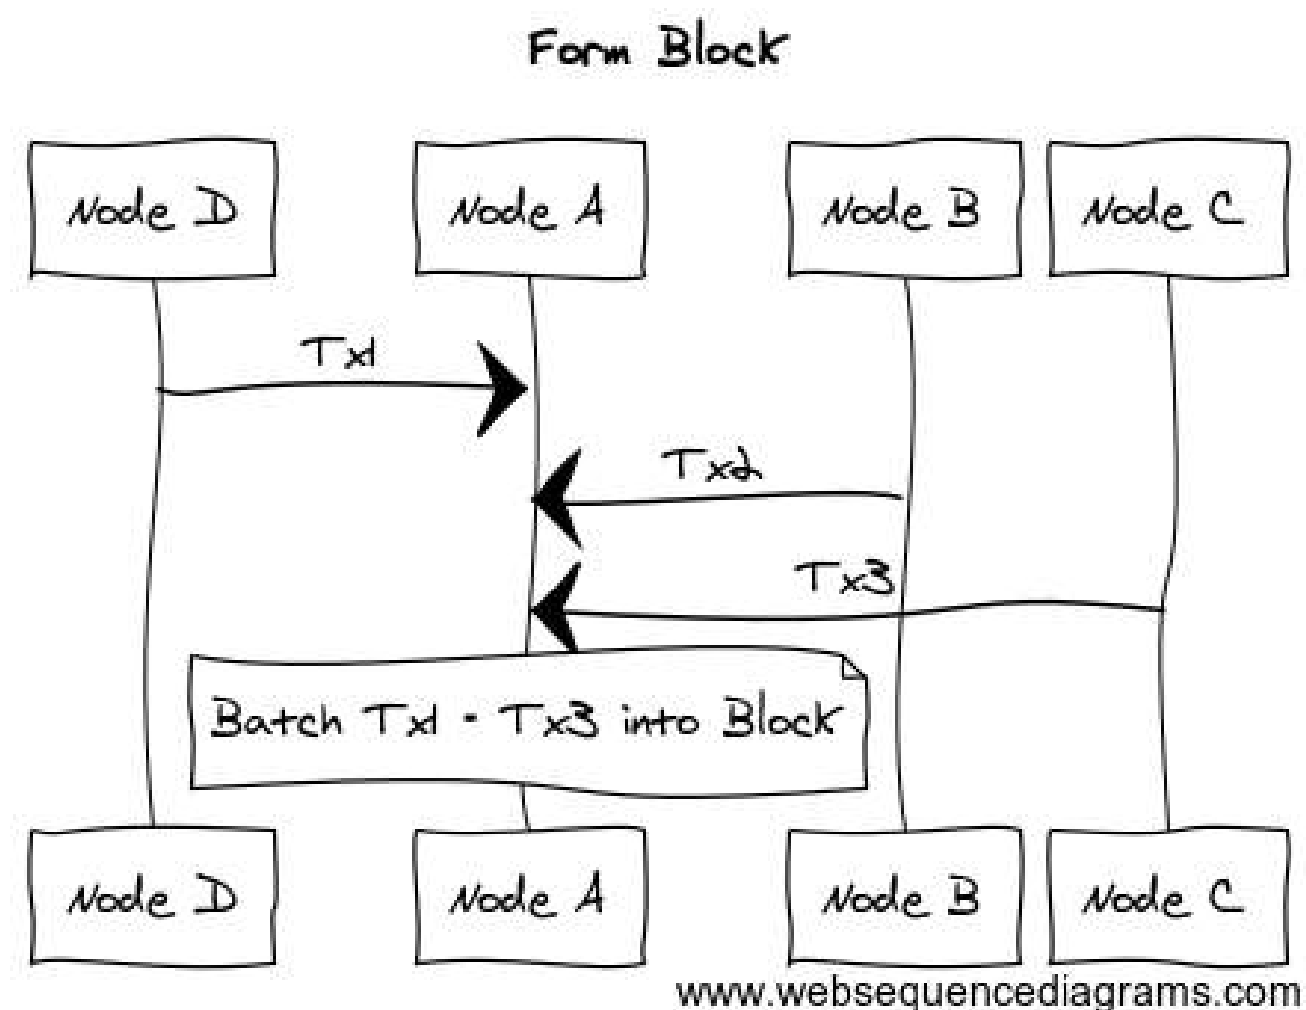 Form Block
Node D Node A Node B Node C
Tx1
Tx2
Tx3
Batch Tx1 - Tx3 into Block
Node D Node A Node B Node C
www.websequencediagrams.com